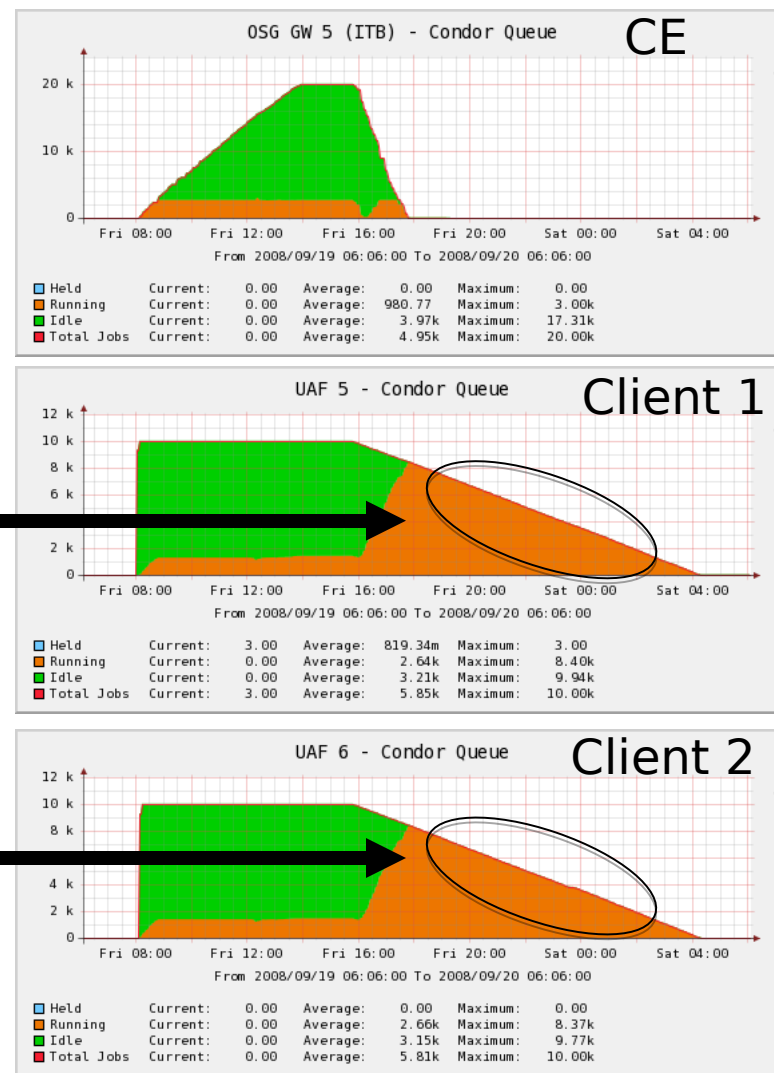 OSG GW 5 (ITB) - Condor Queue
CE
20 k
10 k
0
Fri 08:00 Fri 12:00 Fri 16:00 Fri 20:00 Sat 00:00 Sat 04:00
From 2008/09/19 06:06:00 To 2008/09/20 06:06:00
Held Current: 0.00 Average: 0.00 Maximum: 0.00
Running Current: 0.00 Average: 980.77 Maximum: 3.00k
Idle Current: 0.00 Average: 3.97k Maximum: 17.31k
Total Jobs Current: 0.00 Average: 4.95k Maximum: 20.00k
UAF 5 - Condor Queue
Client 1
12 k
10 k
8 k
6 k
2 k
0
Fri 08:00 Fri 12:00 Fri 16:00 Fri 20:00 Sat 00:00 Sat 04:00
From 2008/09/19 06:06:00 To 2008/09/20 06:06:00
Held Current: 3.00 Average: 819.34m Maximum: 3.00
Running Current: 0.00 Average: 2.64k Maximum: 8.40k
Idle Current: 0.00 Average: 3.21k Maximum: 9.94k
Total Jobs Current: 3.00 Average: 5.85k Maximum: 10.00k
UAF 6 - Condor Queue
Client 2
12 k
10 k
8 k
4 k
2 k
0
Fri 08:00 Fri 12:00 Fri 16:00 Fri 20:00 Sat 00:00 Sat 04:00
From 2008/09/19 06:06:00 To 2008/09/20 06:06:00
Held Current: 0.00 Average: 0.00 Maximum: 0.00
Running Current: 0.00 Average: 2.66k Maximum: 8.37k
Idle Current: 0.00 Average: 3.15k Maximum: 9.77k
Total Jobs Current: 0.00 Average: 5.81k Maximum: 10.00k